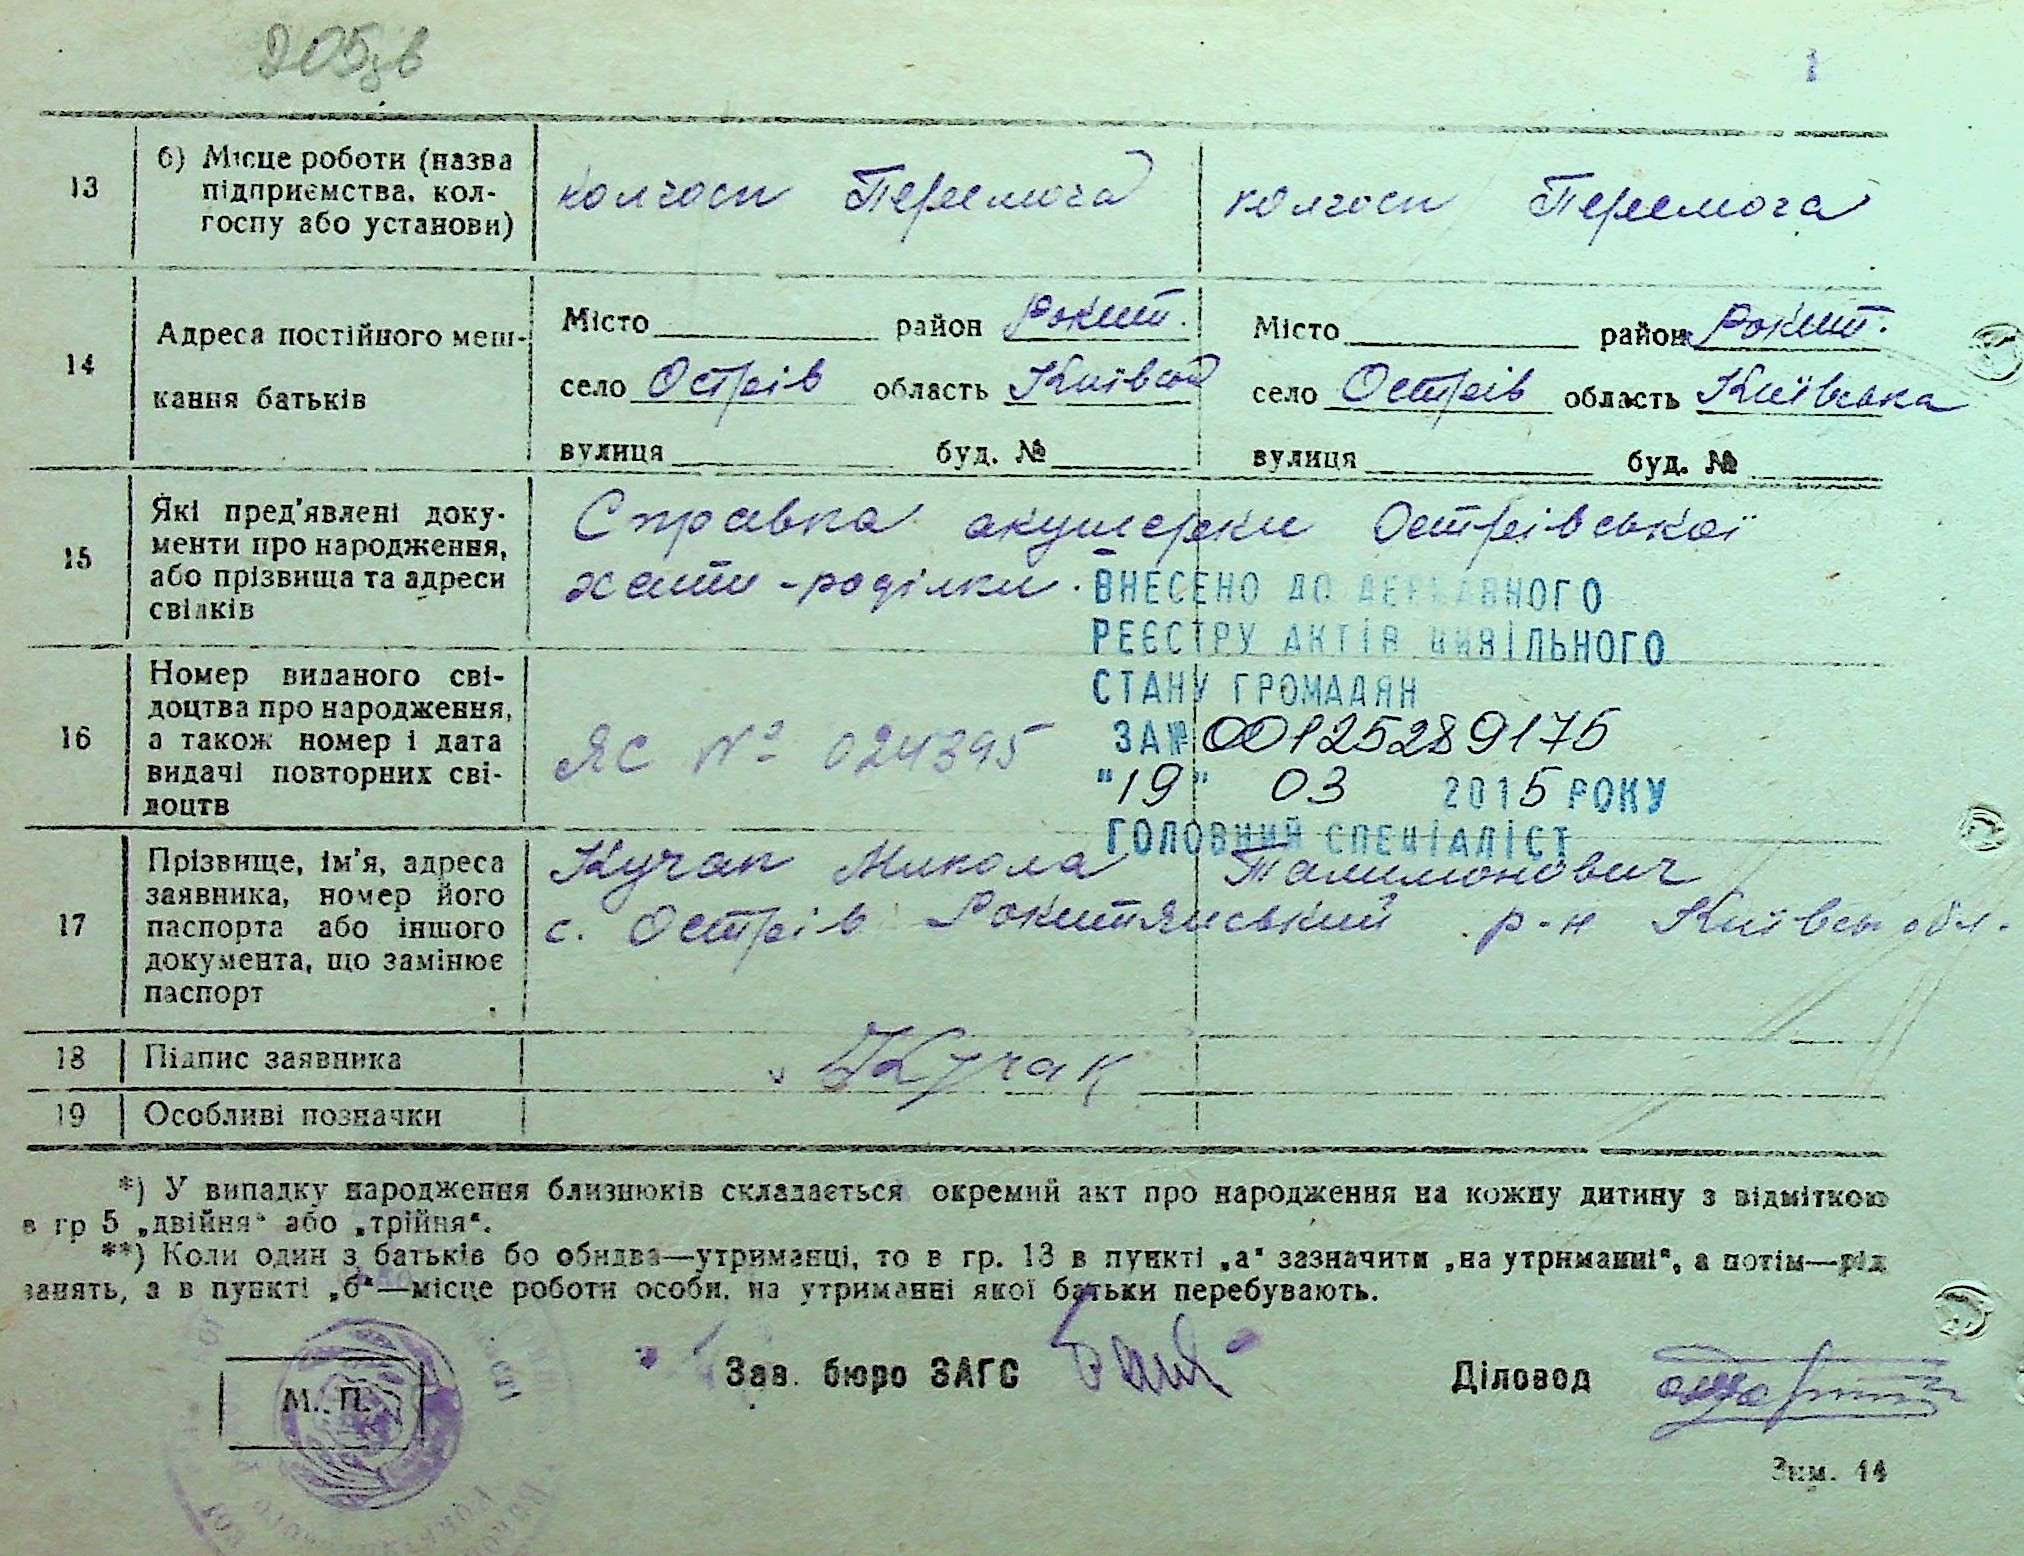 205зв
13
б) Місце роботи (назва
підприємства, кол-
госпу або установи)
колгосп Перемога
колгосп Перемога
14
Адреса постійного меш-
кання батьків
Місто район Рокит.
село Острів область Київськ
вулиця буд. №
Місто район Рокит.
село Острів область Київська
вулиця буд. №
15
Які пред'явлені доку-
менти про народження,
або прізвища та адреси
свідків
Справка акушерки Острівської
хати-роділки.
16
Номер виданого сві-
доцтва про народження,
а також номер і дата
видачі повторних сві-
доцтв
ЯС № 024395
ВНЕСЕНО ДО ДЕРЖАВНОГО
РЕЄСТРУ АКТІВ ЦИВІЛЬНОГО
СТАНУ ГРОМАДЯН
ЗА № 00125289175
"19" 03 2015 РОКУ
ГОЛОВНИЙ СПЕЦІАЛІСТ
17
Прізвище, ім'я, адреса
заявника, номер його
паспорта або іншого
документа, що замінює
паспорт
Кучак Микола Талимонович
с. Острів Рокитянський р-н Київсь обл.
18
Підпис заявника
Кучак
19
Особливі позначки
*) У випадку народження близнюків складається окремий акт про народження на кожну дитину з відміткою
в гр 5 „двійня“ або „трійня“.
**) Коли один з батьків бо обидва—утриманці, то в гр. 13 в пункті „а“ зазначити „на утриманні“, а потім—рід
занять, а в пункті „б“—місце роботи особи, на утриманні якої батьки перебувають.
М. П.
Зав. бюро ЗАГС
Діловод
Зам. 14